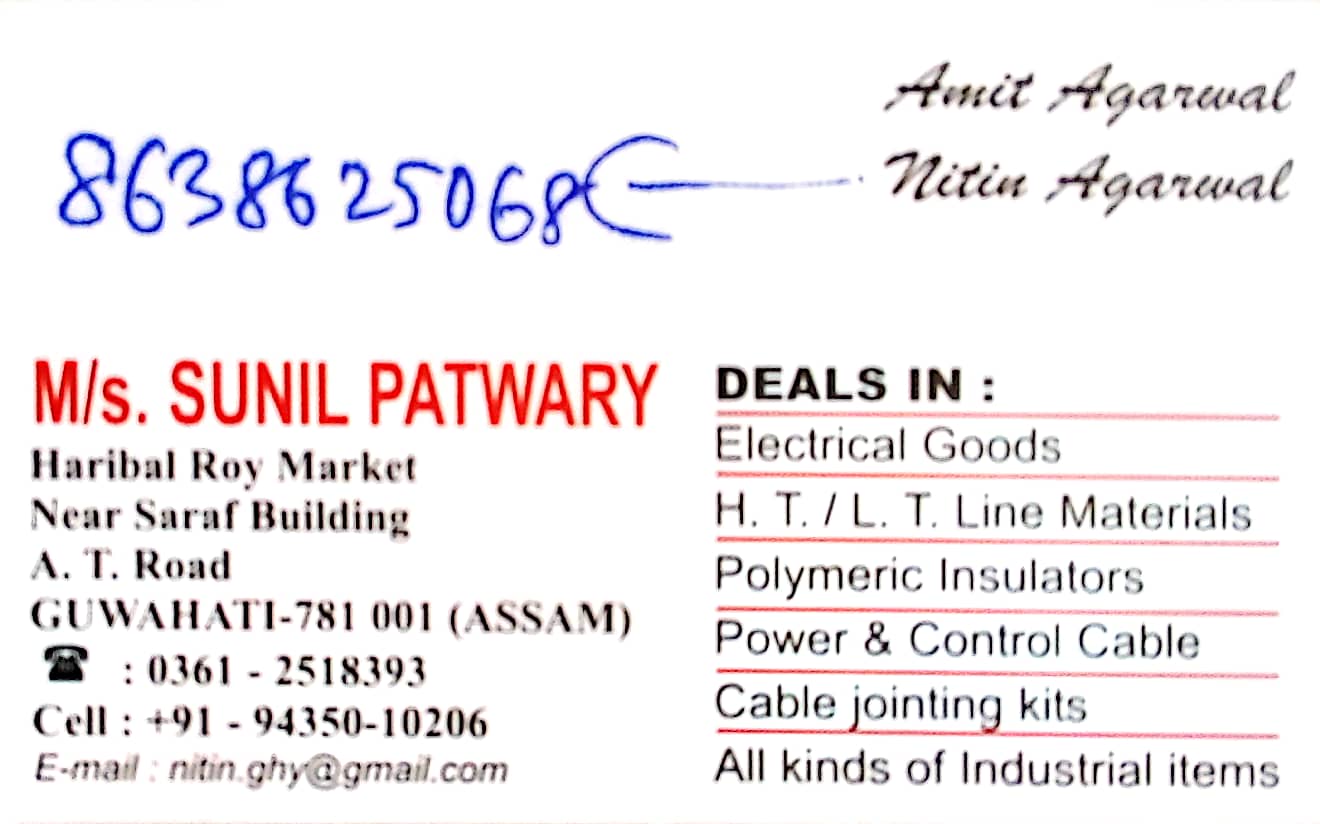 Amit Agarwal
8638625068 Nitin Agarwal
M/s. SUNIL PATWARY
Haribal Roy Market
Near Saraf Building
A. T. Road
GUWAHATI-781 001 (ASSAM)
☎ : 0361 - 2518393
Cell : +91 - 94350-10206
E-mail : nitin.ghy@gmail.com
DEALS IN :
Electrical Goods
H. T. / L. T. Line Materials
Polymeric Insulators
Power & Control Cable
Cable jointing kits
All kinds of Industrial items